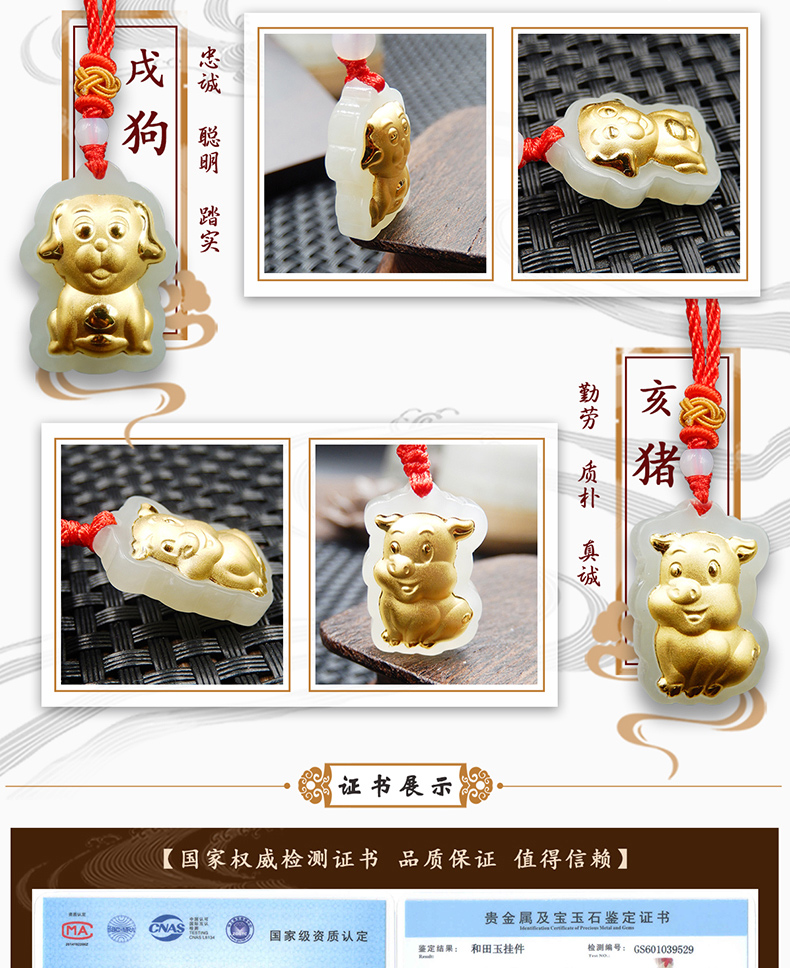 戌狗
忠诚 聪明 踏实
亥猪
勤劳 质朴 真诚
证书展示
【国家权威检测证书 品质保证 值得信赖】
MA
CNAS
国家级资质认定
贵金属及宝玉石鉴定证书
Identification Certificate of Precious Metal and Gems
鉴定结果: 和田玉挂件
Result:
检测编号: GS601039529